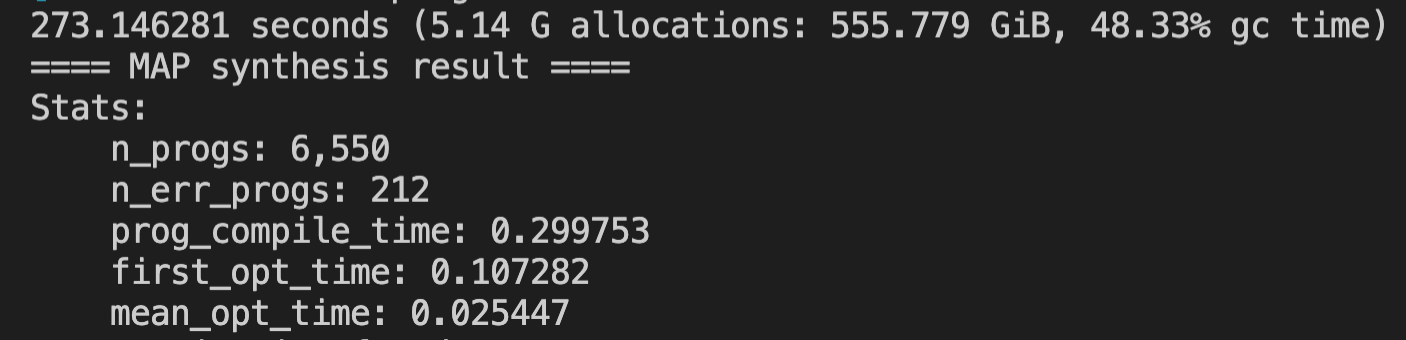 273.146281 seconds (5.14 G allocations: 555.779 GiB, 48.33% gc time)
==== MAP synthesis result ====
Stats:
    n_progs: 6,550
    n_err_progs: 212
    prog_compile_time: 0.299753
    first_opt_time: 0.107282
    mean_opt_time: 0.025447